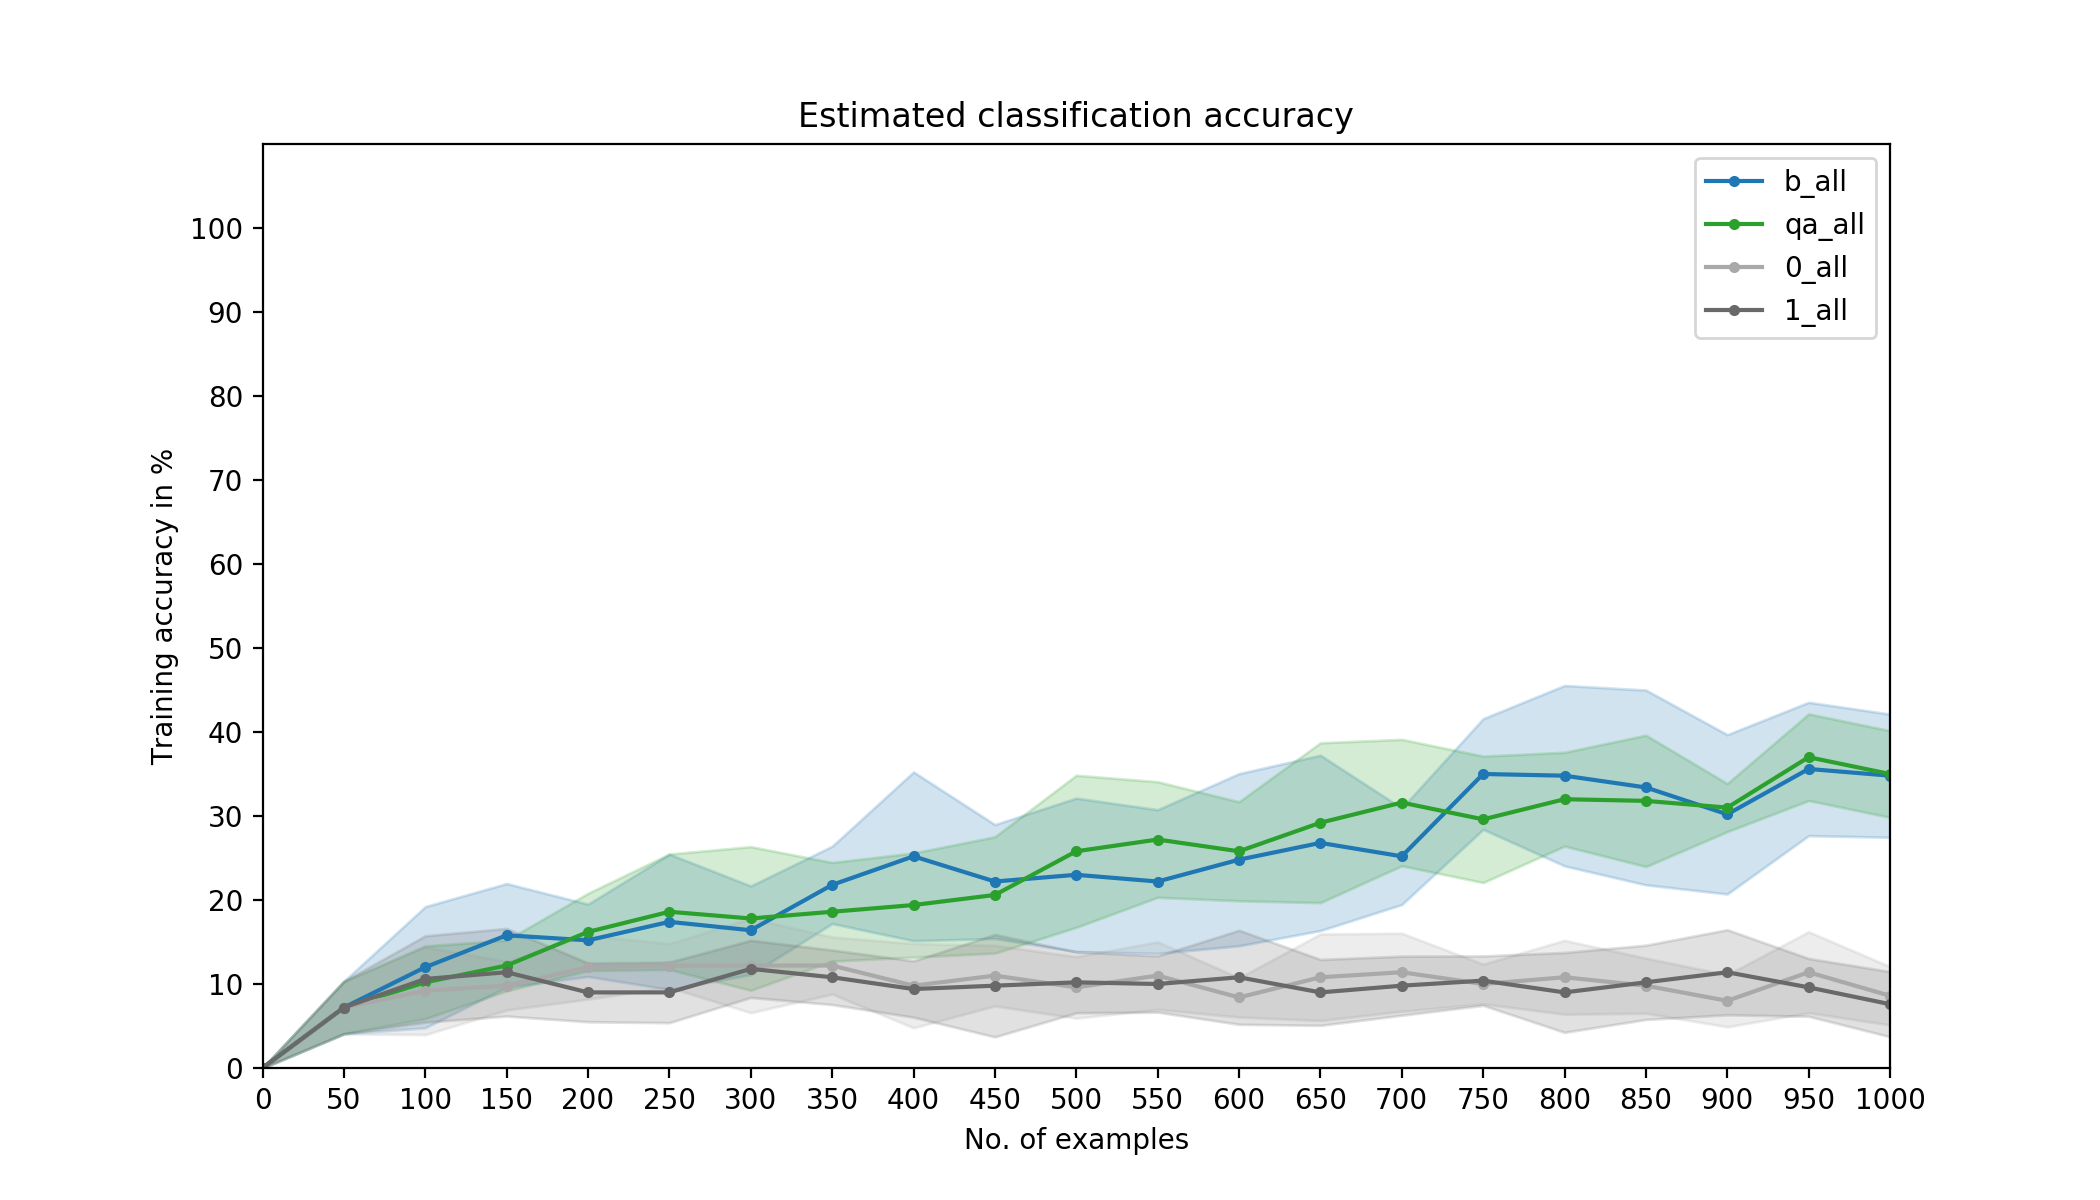 Estimated classification accuracy
b_all
qa_all
0_all
1_all
100
90
80
70
60
50
40
30
20
10
0
Training accuracy in %
0 50 100 150 200 250 300 350 400 450 500 550 600 650 700 750 800 850 900 950 1000
No. of examples